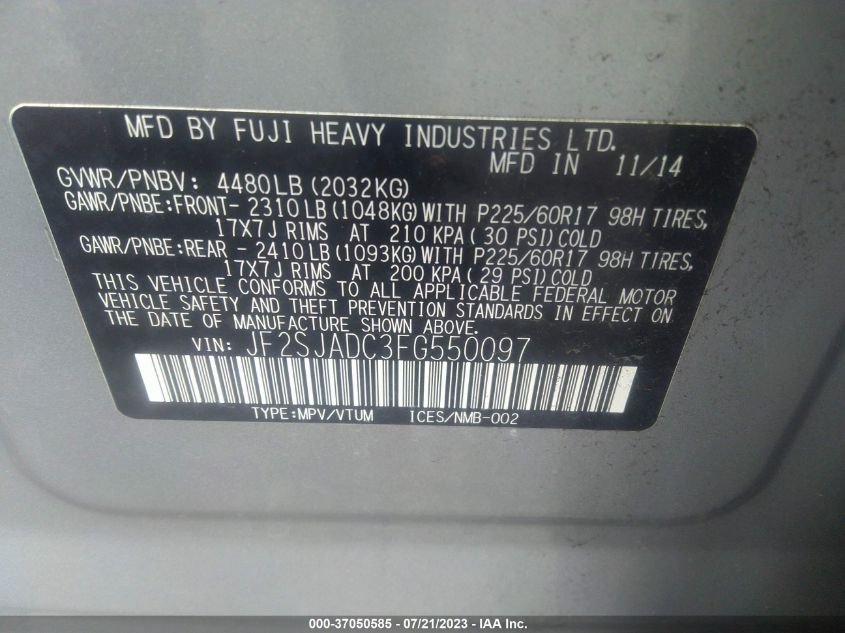 MFD BY FUJI HEAVY INDUSTRIES LTD.
MFD IN 11/14
GVWR/PNBV: 4480LB(2032KG)
GAWR/PNBE:FRONT- 2310LB(1048KG)WITH P225/60R17 98H TIRES,
17X7J RIMS AT 210 KPA(30 PSI)COLD
GAWR/PNBE:REAR - 2410LB(1093KG)WITH P225/60R17 98H TIRES,
17X7J RIMS AT 200 KPA(29 PSI)COLD
THIS VEHICLE CONFORMS TO ALL APPLICABLE FEDERAL MOTOR
VEHICLE SAFETY AND THEFT PREVENTION STANDARDS IN EFFECT ON
THE DATE OF MANUFACTURE SHOWN ABOVE.
VIN: JF2SJADC3FG550097
TYPE:MPV/VTUM ICES/NMB-002
000-37050585 - 07/21/2023 - IAAI Inc.